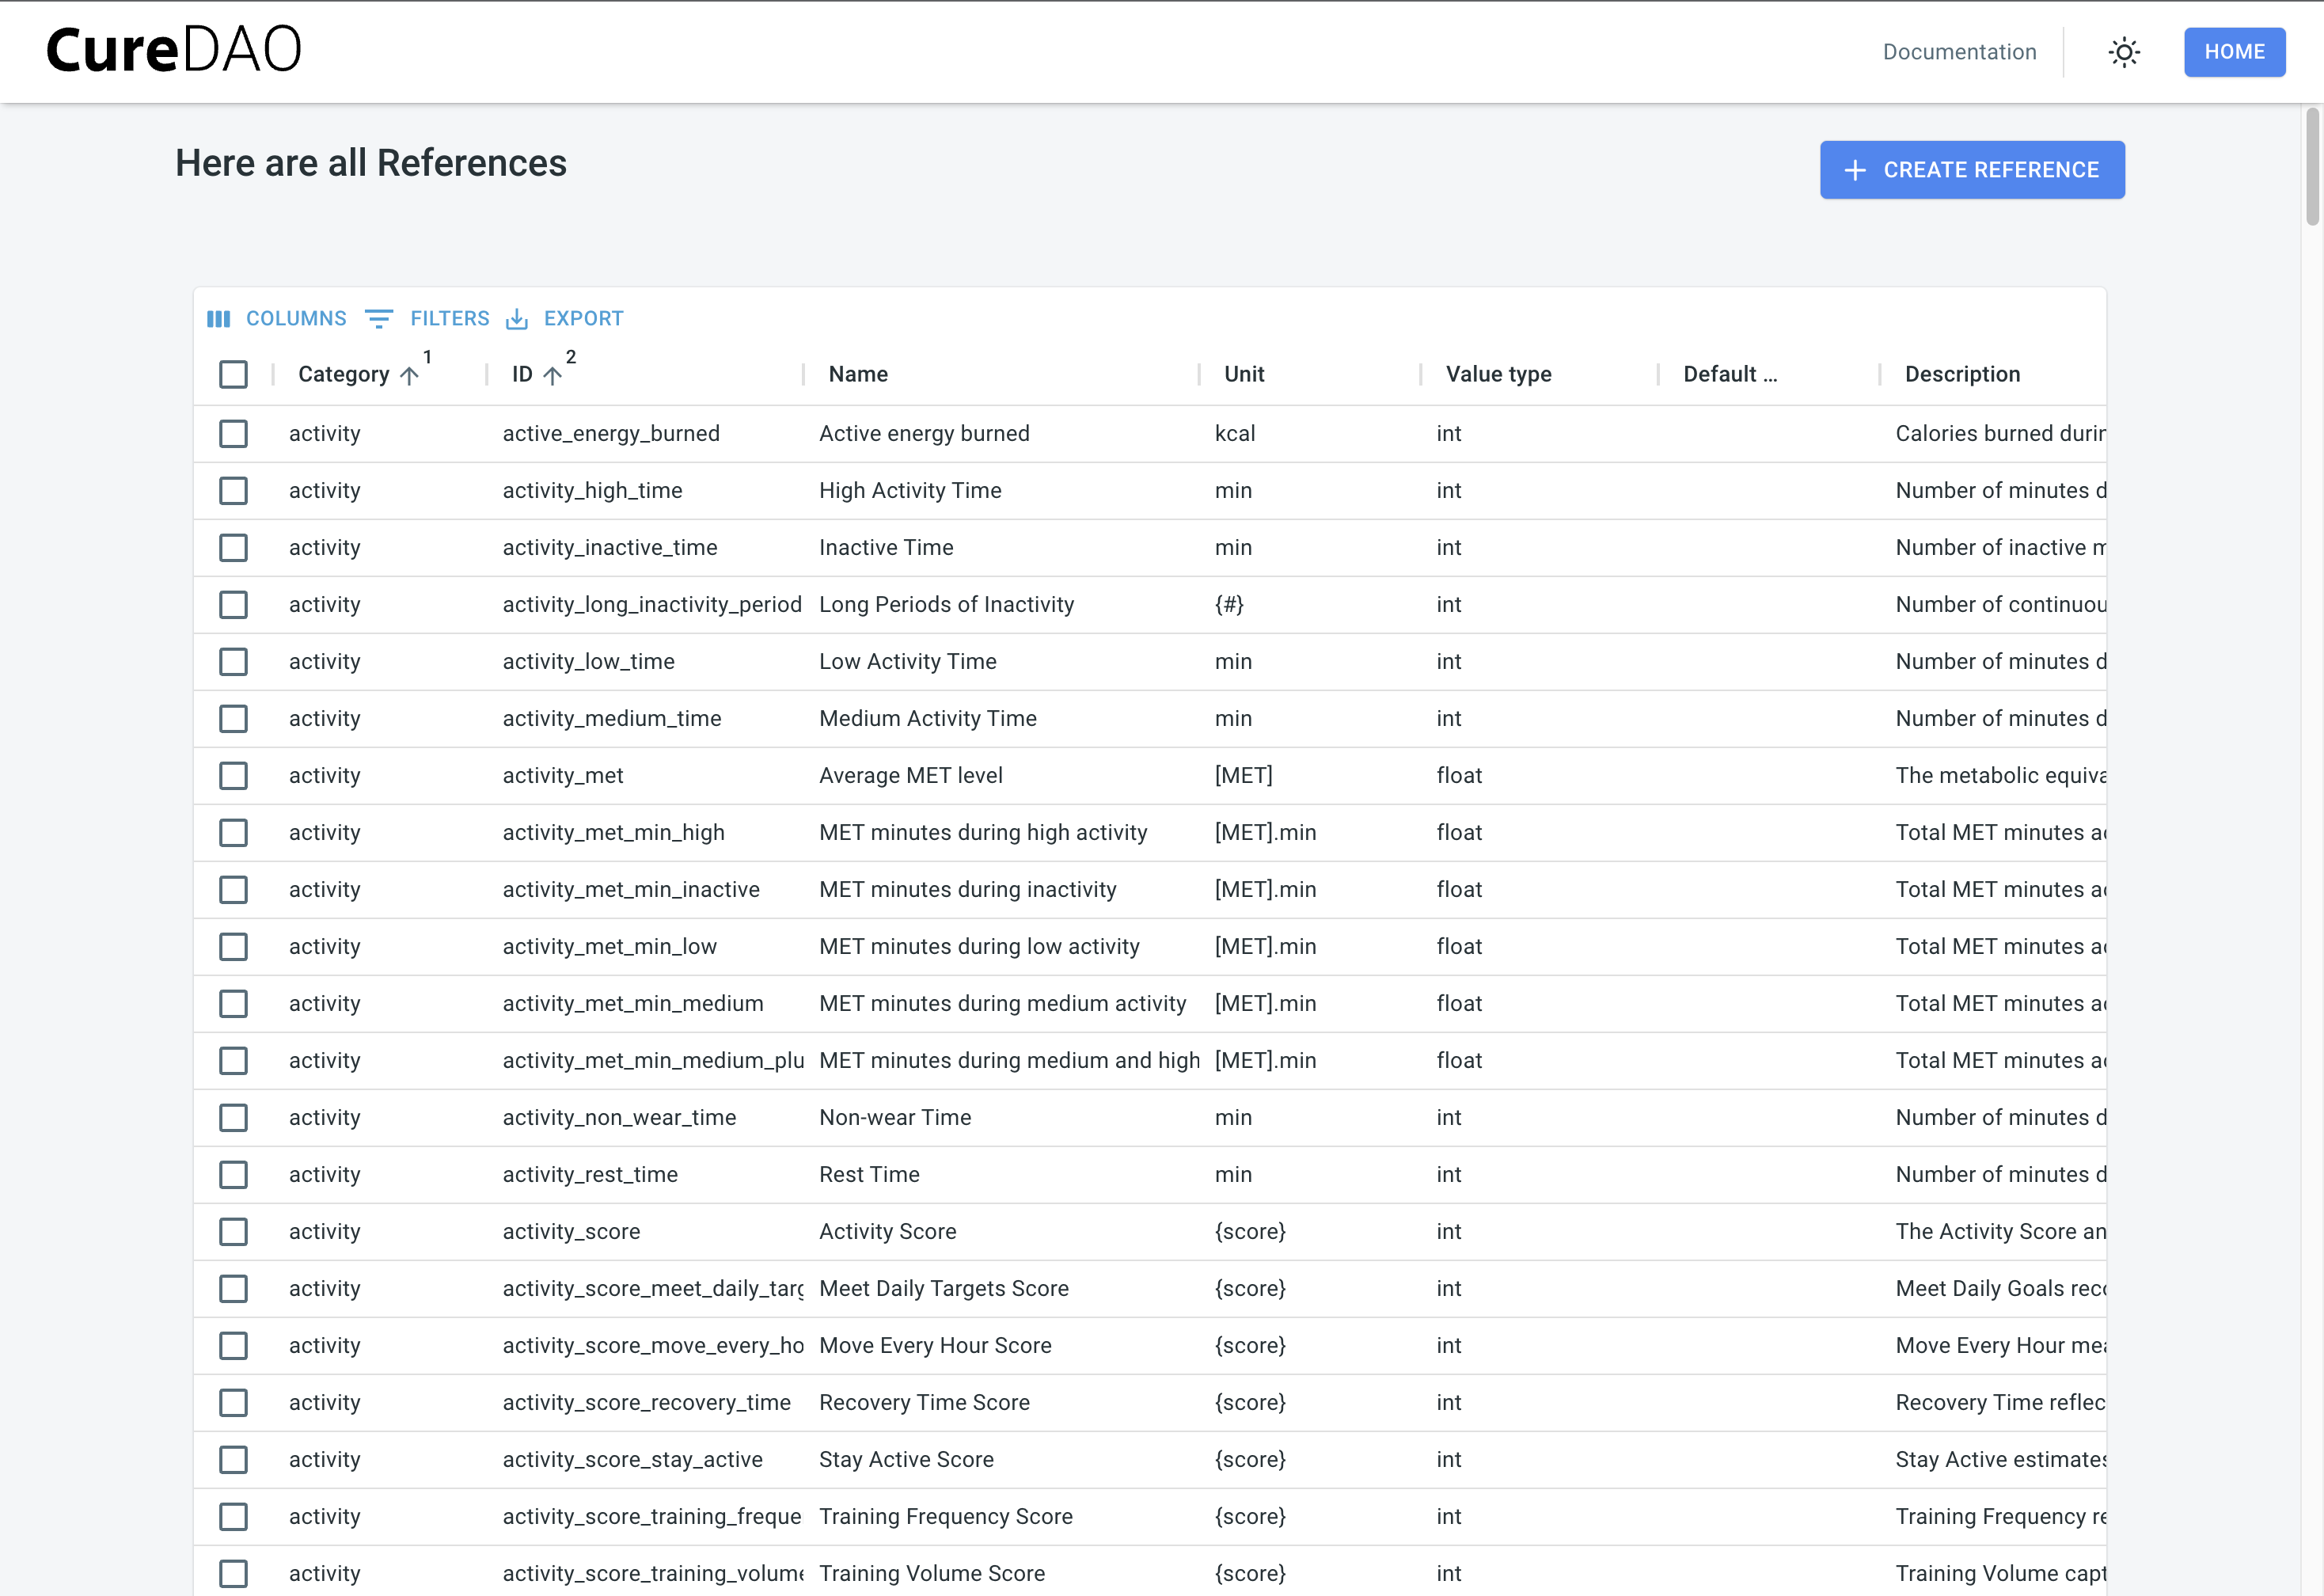 CureDAO
Documentation HOME
Here are all References
CREATE REFERENCE
COLUMNS FILTERS EXPORT
Category 1 ID 2 Name Unit Value type Default ... Description
activity active_energy_burned Active energy burned kcal int Calories burned durin
activity activity_high_time High Activity Time min int Number of minutes d
activity activity_inactive_time Inactive Time min int Number of inactive m
activity activity_long_inactivity_period Long Periods of Inactivity {#} int Number of continuou
activity activity_low_time Low Activity Time min int Number of minutes d
activity activity_medium_time Medium Activity Time min int Number of minutes d
activity activity_met Average MET level [MET] float The metabolic equiva
activity activity_met_min_high MET minutes during high activity [MET].min float Total MET minutes ac
activity activity_met_min_inactive MET minutes during inactivity [MET].min float Total MET minutes ac
activity activity_met_min_low MET minutes during low activity [MET].min float Total MET minutes ac
activity activity_met_min_medium MET minutes during medium activity [MET].min float Total MET minutes ac
activity activity_met_min_medium_plu MET minutes during medium and high [MET].min float Total MET minutes ac
activity activity_non_wear_time Non-wear Time min int Number of minutes d
activity activity_rest_time Rest Time min int Number of minutes d
activity activity_score Activity Score {score} int The Activity Score an
activity activity_score_meet_daily_targ Meet Daily Targets Score {score} int Meet Daily Goals reco
activity activity_score_move_every_ho Move Every Hour Score {score} int Move Every Hour mea
activity activity_score_recovery_time Recovery Time Score {score} int Recovery Time reflec
activity activity_score_stay_active Stay Active Score {score} int Stay Active estimates
activity activity_score_training_freque Training Frequency Score {score} int Training Frequency re
activity activity_score_training_volume Training Volume Score {score} int Training Volume capt